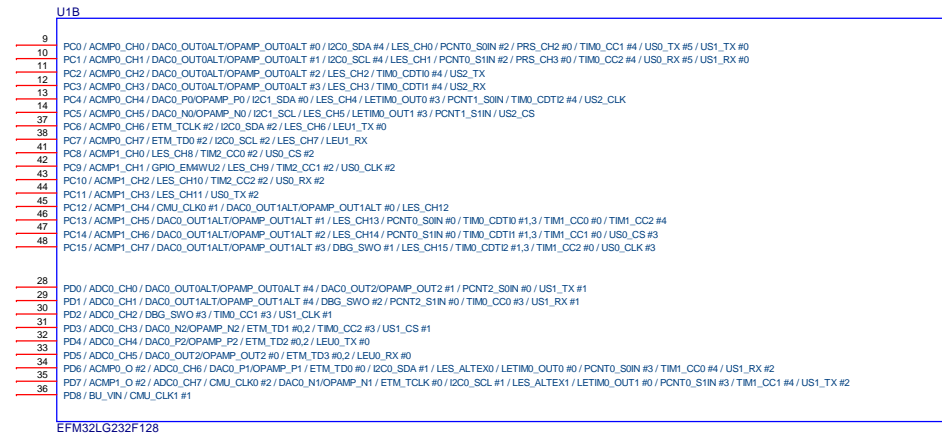 U1B
9 PC0 / ACMP0_CH0 / DAC0_OUT0ALT/OPAMP_OUT0ALT #0 / I2C0_SDA #4 / LES_CH0 / PCNT0_S0IN #2 / PRS_CH2 #0 / TIM0_CC1 #4 / US0_TX #5 / US1_TX #0
10 PC1 / ACMP0_CH1 / DAC0_OUT0ALT/OPAMP_OUT0ALT #1 / I2C0_SCL #4 / LES_CH1 / PCNT0_S1IN #2 / PRS_CH3 #0 / TIM0_CC2 #4 / US0_RX #5 / US1_RX #0
11 PC2 / ACMP0_CH2 / DAC0_OUT0ALT/OPAMP_OUT0ALT #2 / LES_CH2 / TIM0_CDTI0 #4 / US2_TX
12 PC3 / ACMP0_CH3 / DAC0_OUT0ALT/OPAMP_OUT0ALT #3 / LES_CH3 / TIM0_CDTI1 #4 / US2_RX
13 PC4 / ACMP0_CH4 / DAC0_P0/OPAMP_P0 / I2C1_SDA #0 / LES_CH4 / LETIM0_OUT0 #3 / PCNT1_S0IN / TIM0_CDTI2 #4 / US2_CLK
14 PC5 / ACMP0_CH5 / DAC0_N0/OPAMP_N0 / I2C1_SCL / LES_CH5 / LETIM0_OUT1 #3 / PCNT1_S1IN / US2_CS
37 PC6 / ACMP0_CH6 / ETM_TCLK #2 / I2C0_SDA #2 / LES_CH6 / LEU1_TX #0
38 PC7 / ACMP0_CH7 / ETM_TD0 #2 / I2C0_SCL #2 / LES_CH7 / LEU1_RX
41 PC8 / ACMP1_CH0 / LES_CH8 / TIM2_CC0 #2 / US0_CS #2
42 PC9 / ACMP1_CH1 / GPIO_EM4WU2 / LES_CH9 / TIM2_CC1 #2 / US0_CLK #2
43 PC10 / ACMP1_CH2 / LES_CH10 / TIM2_CC2 #2 / US0_RX #2
44 PC11 / ACMP1_CH3 / LES_CH11 / US0_TX #2
45 PC12 / ACMP1_CH4 / CMU_CLK0 #1 / DAC0_OUT1ALT/OPAMP_OUT1ALT #0 / LES_CH12
46 PC13 / ACMP1_CH5 / DAC0_OUT1ALT/OPAMP_OUT1ALT #1 / LES_CH13 / PCNT0_S0IN #0 / TIM0_CDTI0 #1,3 / TIM1_CC0 #0 / TIM1_CC2 #4
47 PC14 / ACMP1_CH6 / DAC0_OUT1ALT/OPAMP_OUT1ALT #2 / LES_CH14 / PCNT0_S1IN #0 / TIM0_CDTI1 #1,3 / TIM1_CC1 #0 / US0_CS #3
48 PC15 / ACMP1_CH7 / DAC0_OUT1ALT/OPAMP_OUT1ALT #3 / DBG_SWO #1 / LES_CH15 / TIM0_CDTI2 #1,3 / TIM1_CC2 #0 / US0_CLK #3
28 PD0 / ADC0_CH0 / DAC0_OUT0ALT/OPAMP_OUT0ALT #4 / DAC0_OUT2/OPAMP_OUT2 #1 / PCNT2_S0IN #0 / US1_TX #1
29 PD1 / ADC0_CH1 / DAC0_OUT1ALT/OPAMP_OUT1ALT #4 / DBG_SWO #2 / PCNT2_S1IN #0 / TIM0_CC0 #3 / US1_RX #1
30 PD2 / ADC0_CH2 / DBG_SWO #3 / TIM0_CC1 #3 / US1_CLK #1
31 PD3 / ADC0_CH3 / DAC0_N2/OPAMP_N2 / ETM_TD1 #0,2 / TIM0_CC2 #3 / US1_CS #1
32 PD4 / ADC0_CH4 / DAC0_P2/OPAMP_P2 / ETM_TD2 #0,2 / LEU0_TX #0
33 PD5 / ADC0_CH5 / DAC0_OUT2/OPAMP_OUT2 #0 / ETM_TD3 #0,2 / LEU0_RX #0
34 PD6 / ACMP0_O #2 / ADC0_CH6 / DAC0_P1/OPAMP_P1 / ETM_TD0 #0 / I2C0_SDA #1 / LES_ALTEX0 / LETIM0_OUT0 #0 / PCNT0_S0IN #3 / TIM1_CC0 #4 / US1_RX #2
35 PD7 / ACMP1_O #2 / ADC0_CH7 / CMU_CLK0 #2 / DAC0_N1/OPAMP_N1 / ETM_TCLK #0 / I2C0_SCL #1 / LES_ALTEX1 / LETIM0_OUT1 #0 / PCNT0_S1IN #3 / TIM1_CC1 #4 / US1_TX #2
36 PD8 / BU_VIN / CMU_CLK1 #1
EFM32LG232F128